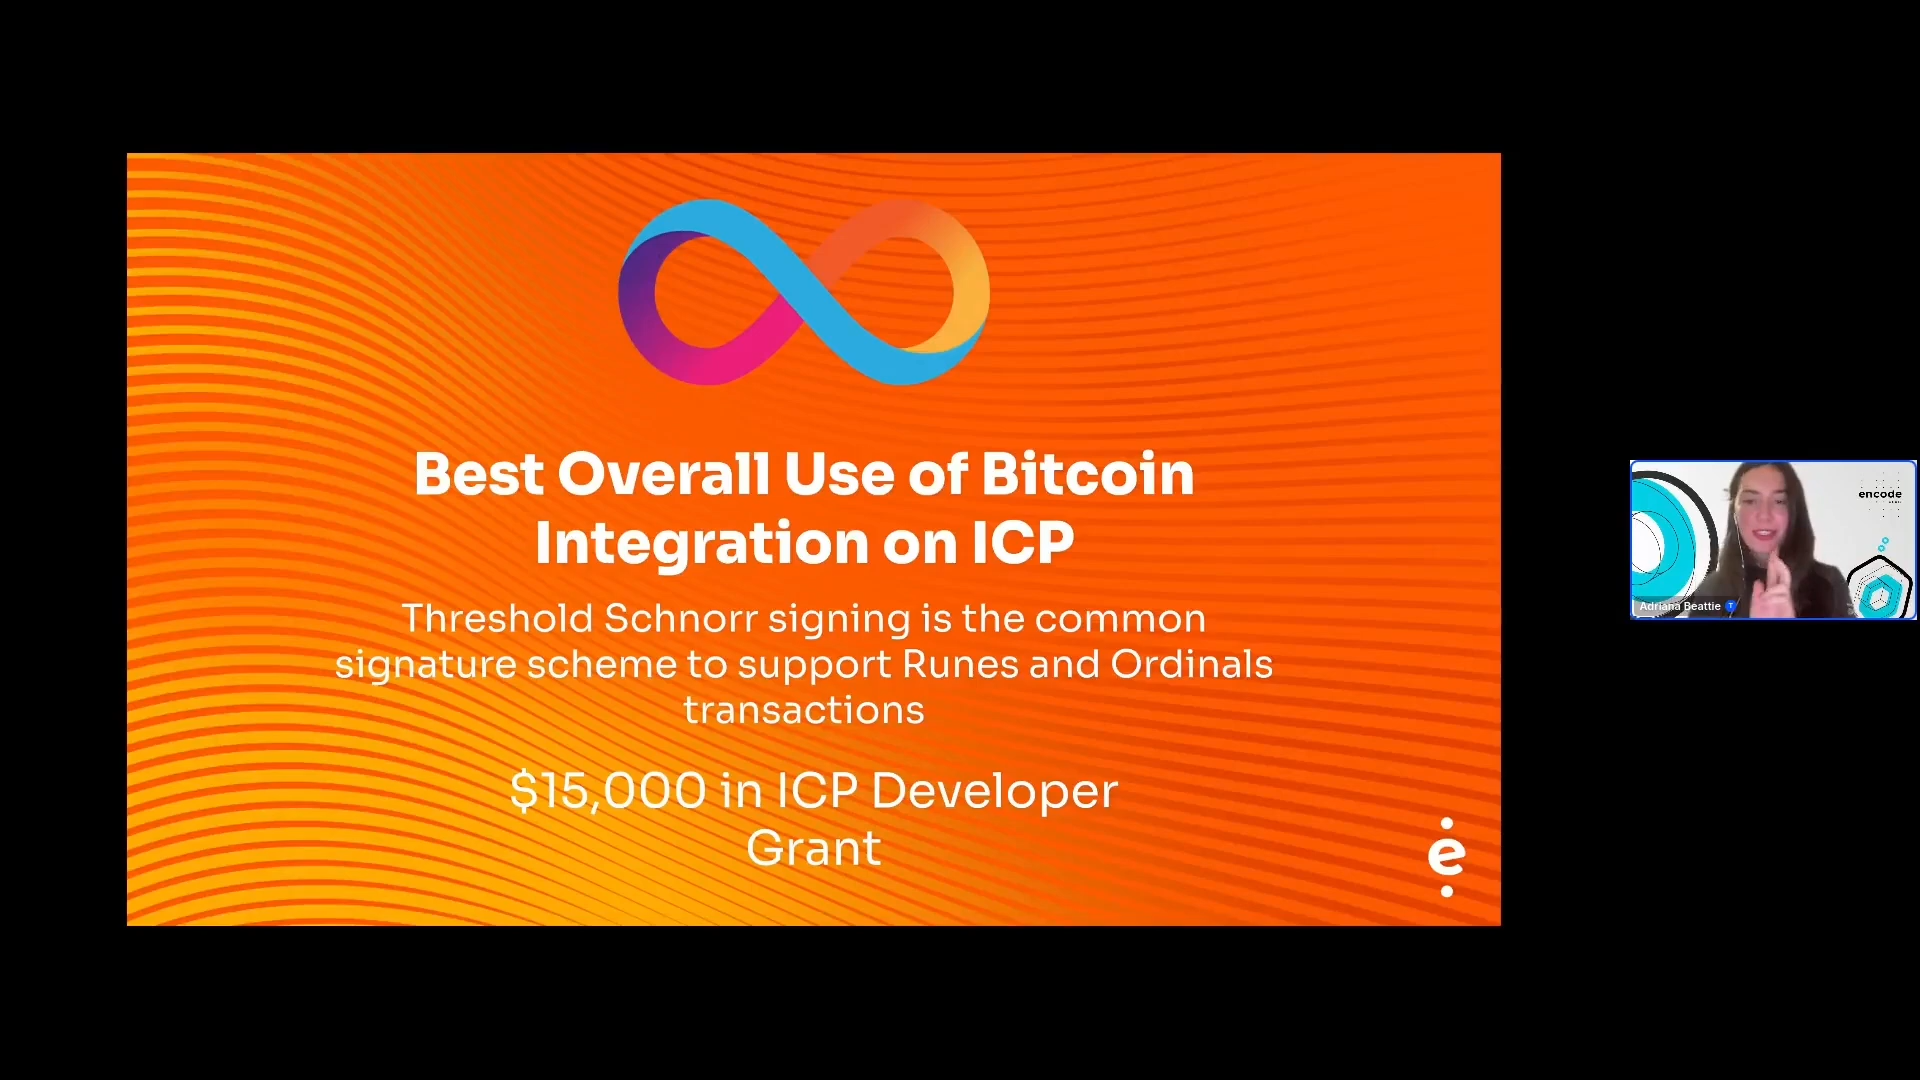 Best Overall Use of Bitcoin
Integration on ICP
Threshold Schnorr signing is the common
signature scheme to support Runes and Ordinals
transactions
$15,000 in ICP Developer
Grant
e
encode
Adriana Beattie
T